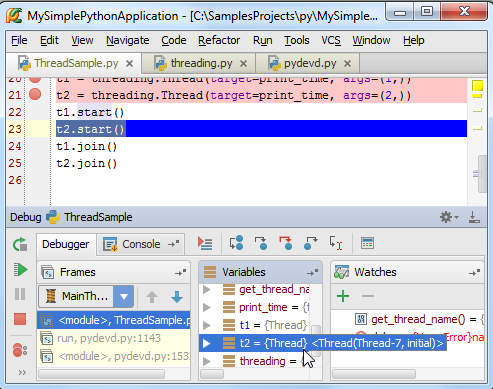 MySimplePythonApplication - [C:\SamplesProjects\py\MySimple...
File Edit View Navigate Code Refactor Run Tools VCS Window Help
ThreadSample.py threading.py pydevd.py
20 t1 = threading.Thread(target=print_time, args=(1,))
21 t2 = threading.Thread(target=print_time, args=(2,))
22 t1.start()
23 t2.start()
24 t1.join()
25 t2.join()
26
Debug ThreadSample
Debugger Console
Frames Variables Watches
MainTh...
get_thread_na
print_time = {f
<module>, ThreadSample.p
t1 = {Thread}
get_thread_name() = {
run, pydevd.py:1143
t2 = {Thread} <Thread(Thread-7, initial)>
Error}na
<module>, pydevd.py:153
threading =